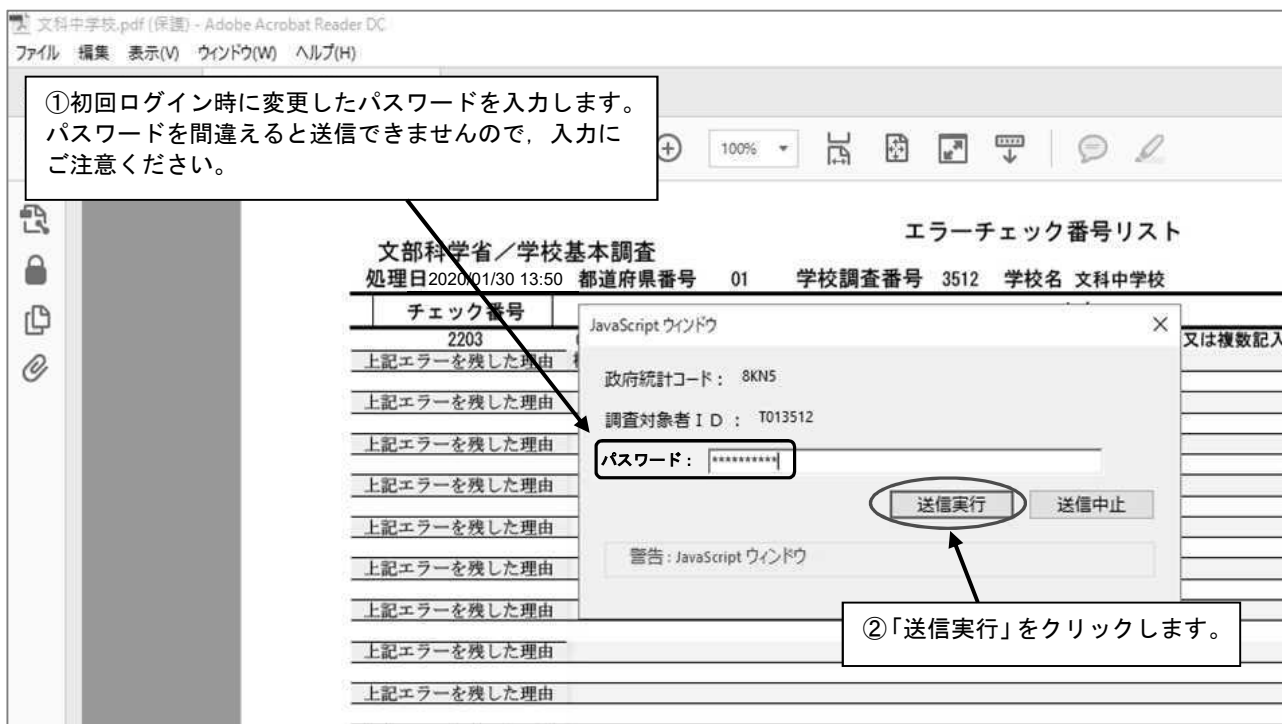 文科中学校.pdf (保護) - Adobe Acrobat Reader DC
ファイル 編集 表示(V) ウィンドウ(W) ヘルプ(H)
①初回ログイン時に変更したパスワードを入力します。
パスワードを間違えると送信できませんので，入力に
ご注意ください。
100%
エラーチェック番号リスト
文部科学省／学校基本調査
処理日2020/01/30 13:50 都道府県番号 01 学校調査番号 3512 学校名 文科中学校
チェック番号
2203
又は複数記入
上記エラーを残した理由
JavaScript ウィンドウ
政府統計コード： 8KN5
上記エラーを残した理由
調査対象者ＩＤ： T013512
上記エラーを残した理由
パスワード： **********
上記エラーを残した理由
送信実行 送信中止
上記エラーを残した理由
警告 : JavaScript ウィンドウ
上記エラーを残した理由
上記エラーを残した理由
②「送信実行」をクリックします。
上記エラーを残した理由
上記エラーを残した理由